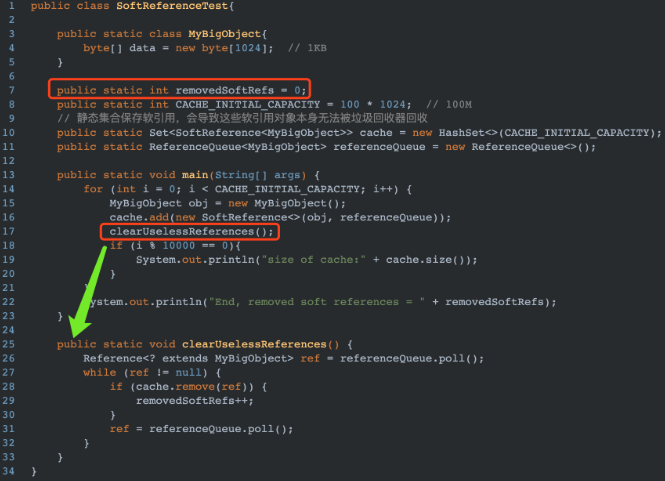 1 public class SoftReferenceTest{
2
3 public static class MyBigObject{
4 byte[] data = new byte[1024]; // 1KB
5 }
6
7 public static int removedSoftRefs = 0;
8 public static int CACHE_INITIAL_CAPACITY = 100 * 1024; // 100M
9 // 静态集合保存软引用，会导致这些软引用对象本身无法被垃圾回收器回收
10 public static Set<SoftReference<MyBigObject>> cache = new HashSet<>(CACHE_INITIAL_CAPACITY);
11 public static ReferenceQueue<MyBigObject> referenceQueue = new ReferenceQueue<>();
12
13 public static void main(String[] args) {
14 for (int i = 0; i < CACHE_INITIAL_CAPACITY; i++) {
15 MyBigObject obj = new MyBigObject();
16 cache.add(new SoftReference<>(obj, referenceQueue));
17 clearUselessReferences();
18 if (i % 10000 == 0){
19 System.out.println("size of cache:" + cache.size());
20 }
21
22 System.out.println("End, removed soft references = " + removedSoftRefs);
23 }
24
25 public static void clearUselessReferences() {
26 Reference<? extends MyBigObject> ref = referenceQueue.poll();
27 while (ref != null) {
28 if (cache.remove(ref)) {
29 removedSoftRefs++;
30 }
31 ref = referenceQueue.poll();
32 }
33 }
34 }